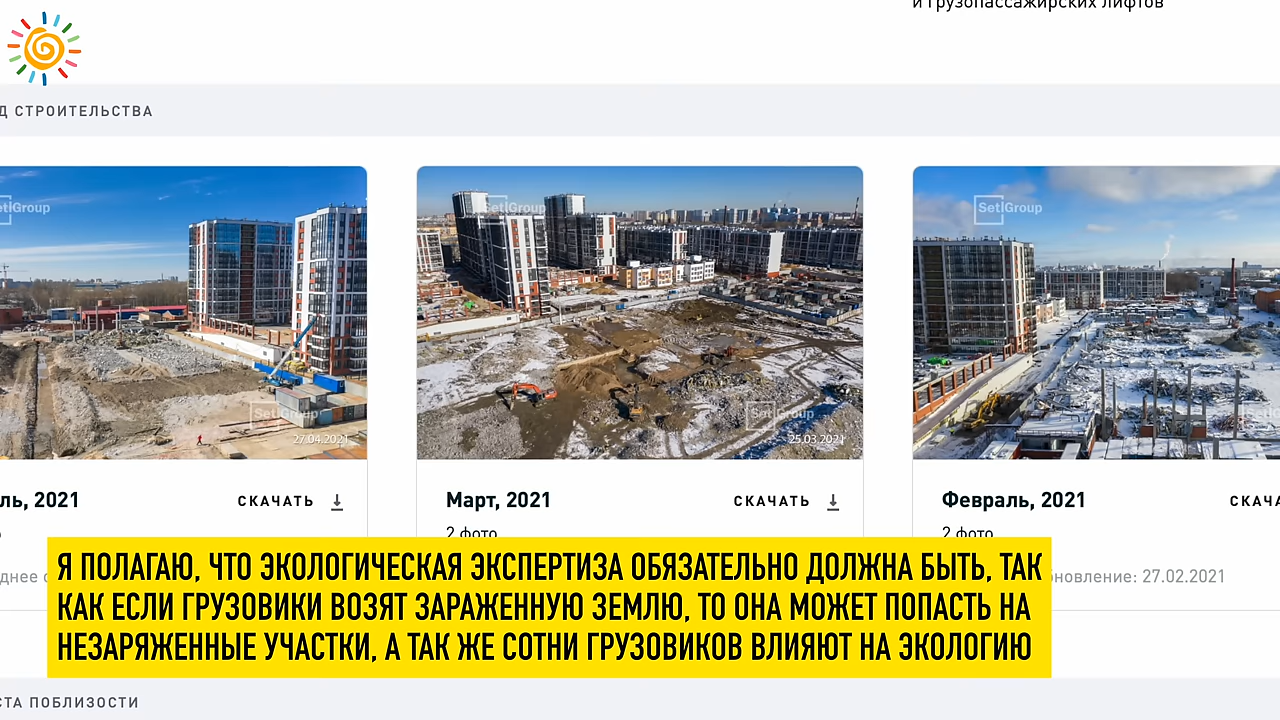 и грузопассажирских лифтов
Д СТРОИТЕЛЬСТВА
SetlGroup
SetlGroup
SetlGroup
SetlGroup
27.04.2021
SetlGroup
25.03.2021
SetlGroup
ль, 2021
СКАЧАТЬ
Март, 2021
СКАЧАТЬ
Февраль, 2021
СКАЧА
2 фото
2 фото
днее о
бновление: 27.02.2021
Я ПОЛАГАЮ, ЧТО ЭКОЛОГИЧЕСКАЯ ЭКСПЕРТИЗА ОБЯЗАТЕЛЬНО ДОЛЖНА БЫТЬ, ТАК
КАК ЕСЛИ ГРУЗОВИКИ ВОЗЯТ ЗАРАЖЕННУЮ ЗЕМЛЮ, ТО ОНА МОЖЕТ ПОПАСТЬ НА
НЕЗАРЯЖЕННЫЕ УЧАСТКИ, А ТАК ЖЕ СОТНИ ГРУЗОВИКОВ ВЛИЯЮТ НА ЭКОЛОГИЮ
СТА ПОБЛИЗОСТИ